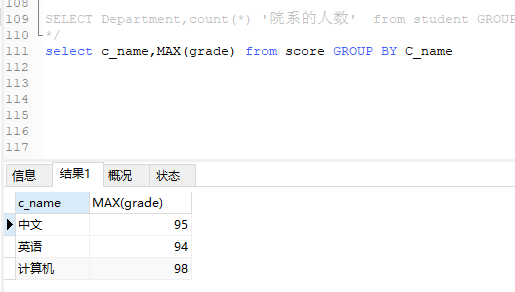 108
109 SELECT Department,count(*) '院系的人数'  from student GROUP
110 */
111 select c_name,MAX(grade) from score GROUP BY C_name
112
113
114
115
116
117
信息 结果1 概况 状态
c_name MAX(grade)
中文 95
英语 94
计算机 98